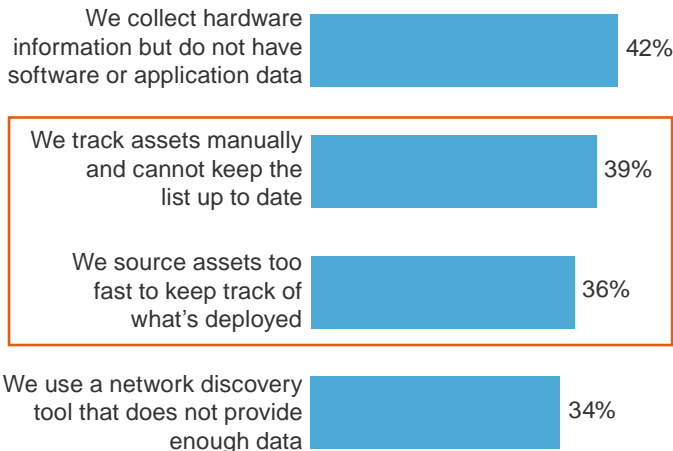 We collect hardware
information but do not have
software or application data
42%
We track assets manually
and cannot keep the
list up to date
39%
We source assets too
fast to keep track of
what’s deployed
36%
We use a network discovery
tool that does not provide
enough data
34%